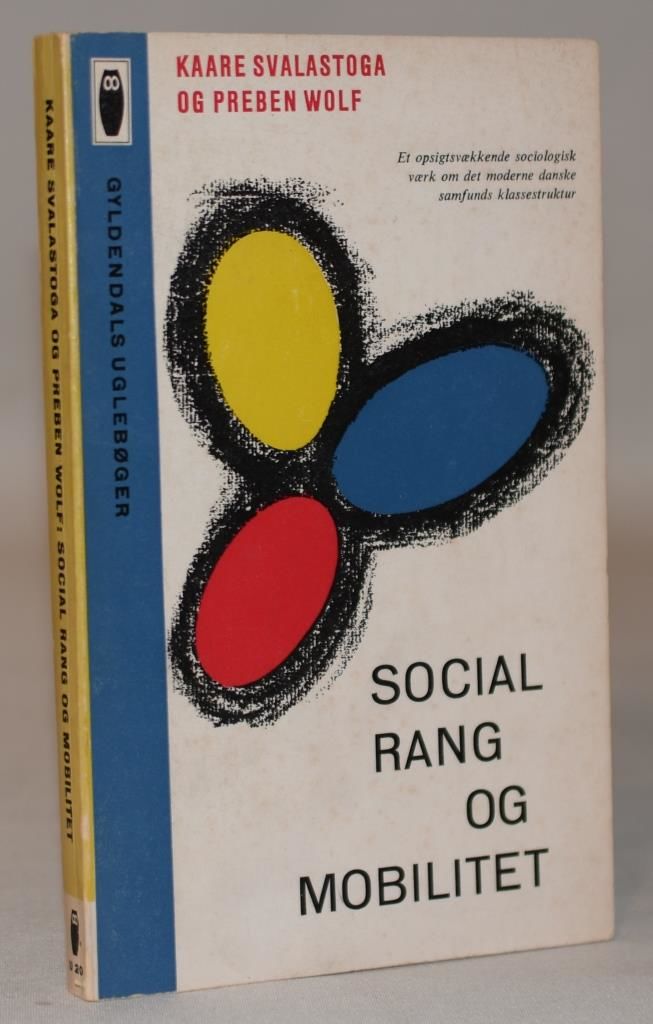 KAARE SVALASTOGA
OG PREBEN WOLF
Et opsigtsvækkende sociologisk
værk om det moderne danske
samfunds klassestruktur
GYLDENDALS UGLEBØGER
SOCIAL
RANG
OG
MOBILITET
KAARE SVALASTOGA OG PREBEN WOLF: SOCIAL RANG OG MOBILITET
U 20